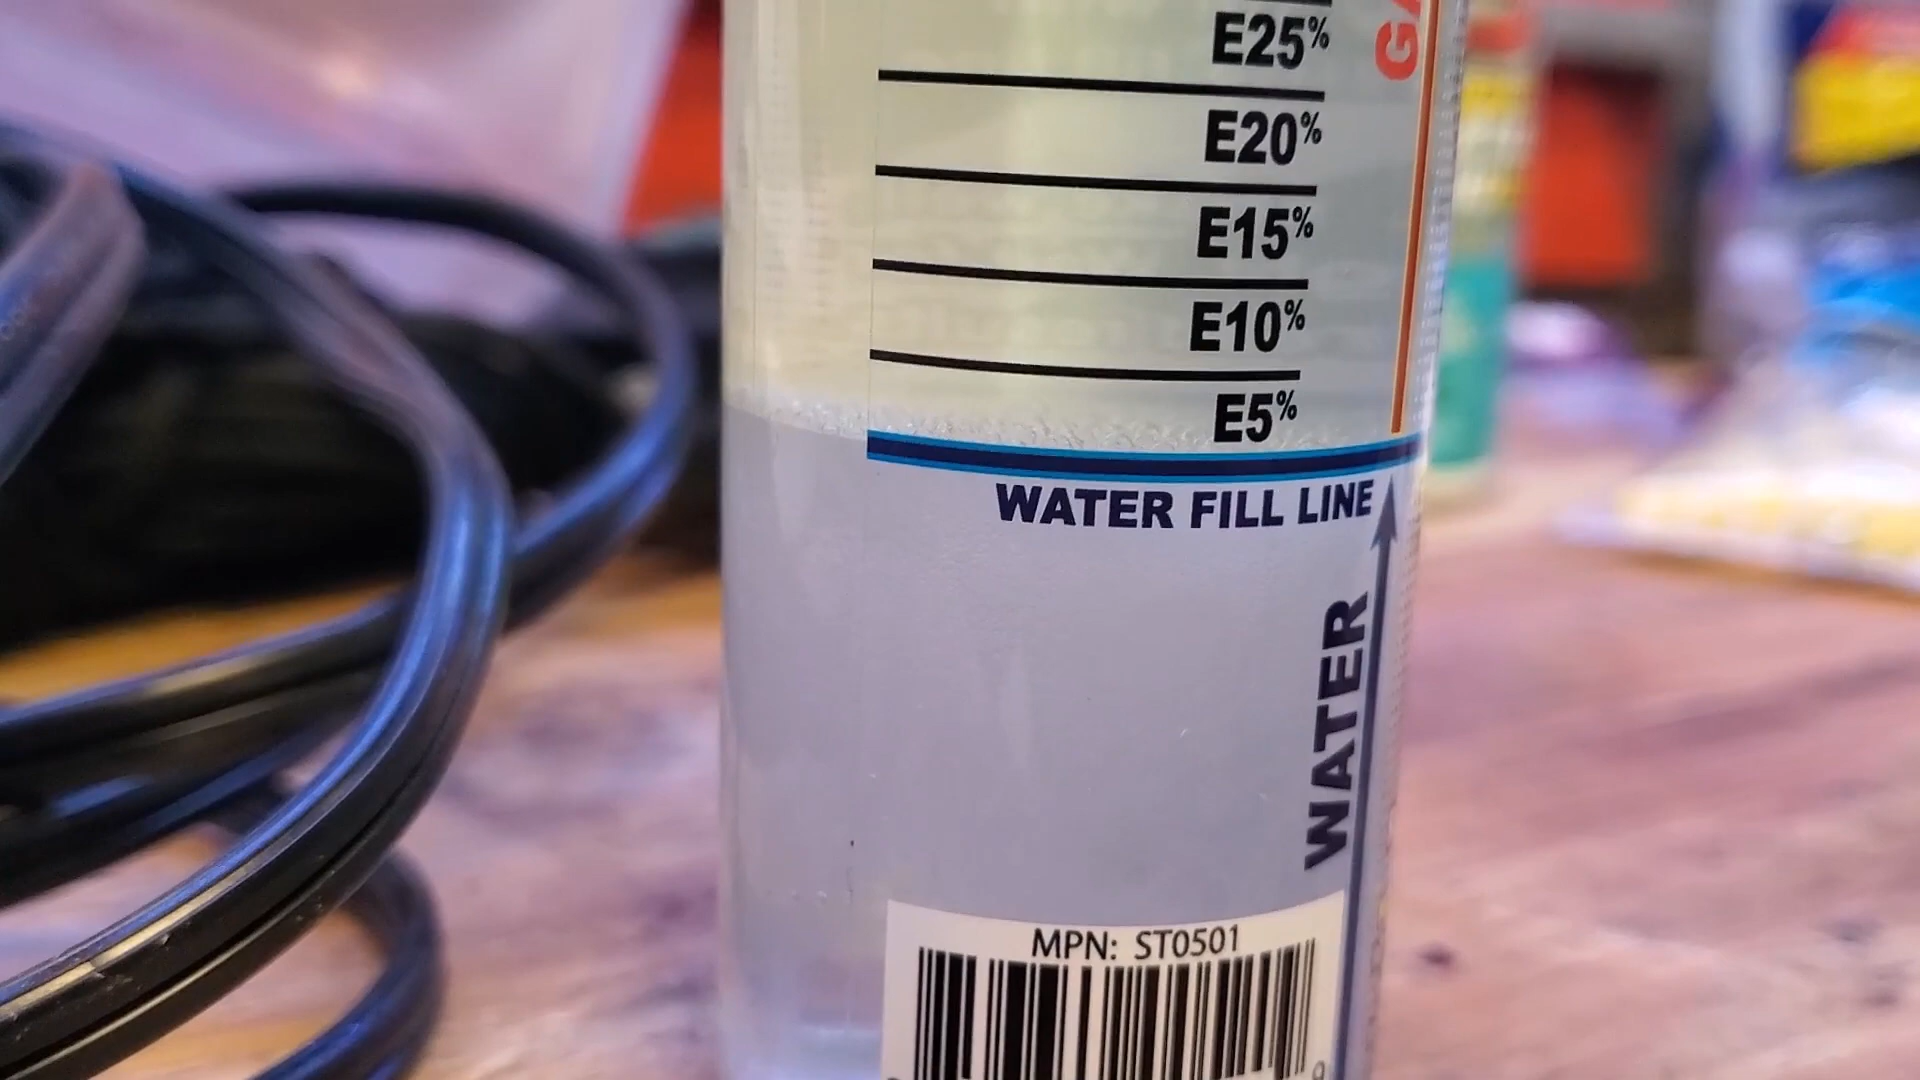 E25%
E20%
E15%
E10%
E5%
WATER FILL LINE
WATER
MPN: ST0501